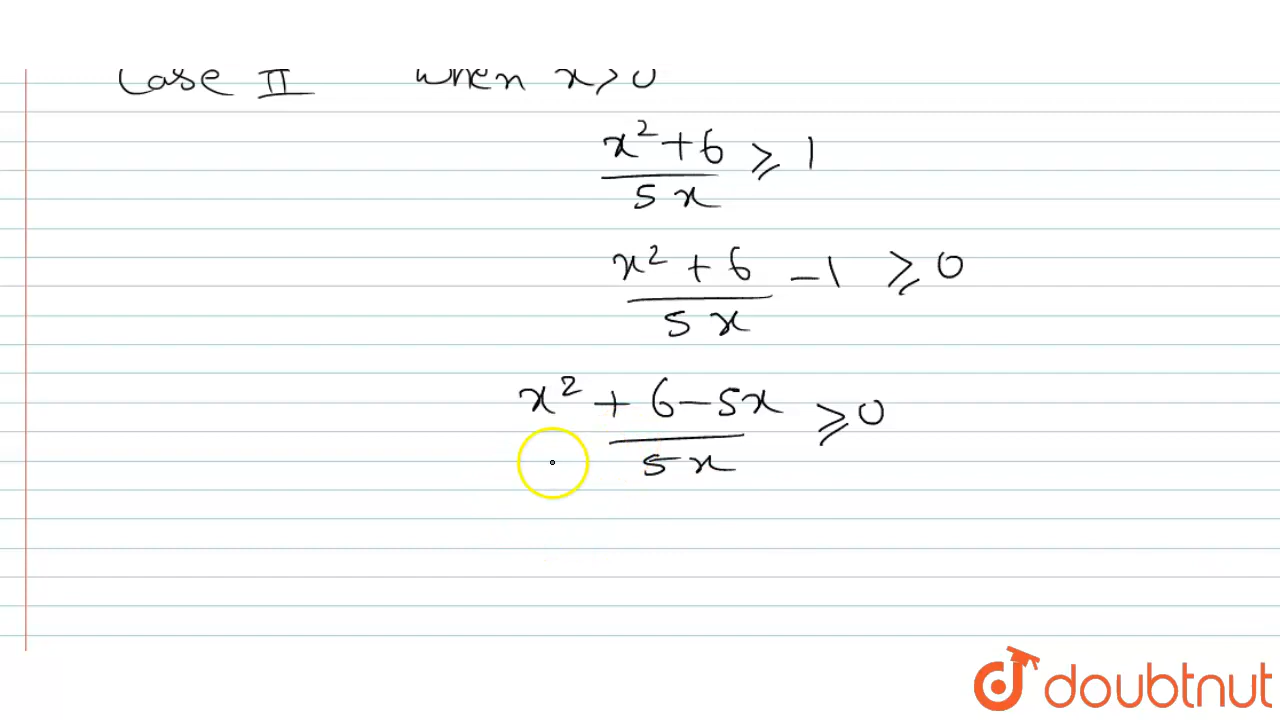 Case II when x>0
x²+6/5x ⩾ 1
x²+6/5x −1 ⩾ 0
x²+6−5x/5x ⩾ 0
doubtnut